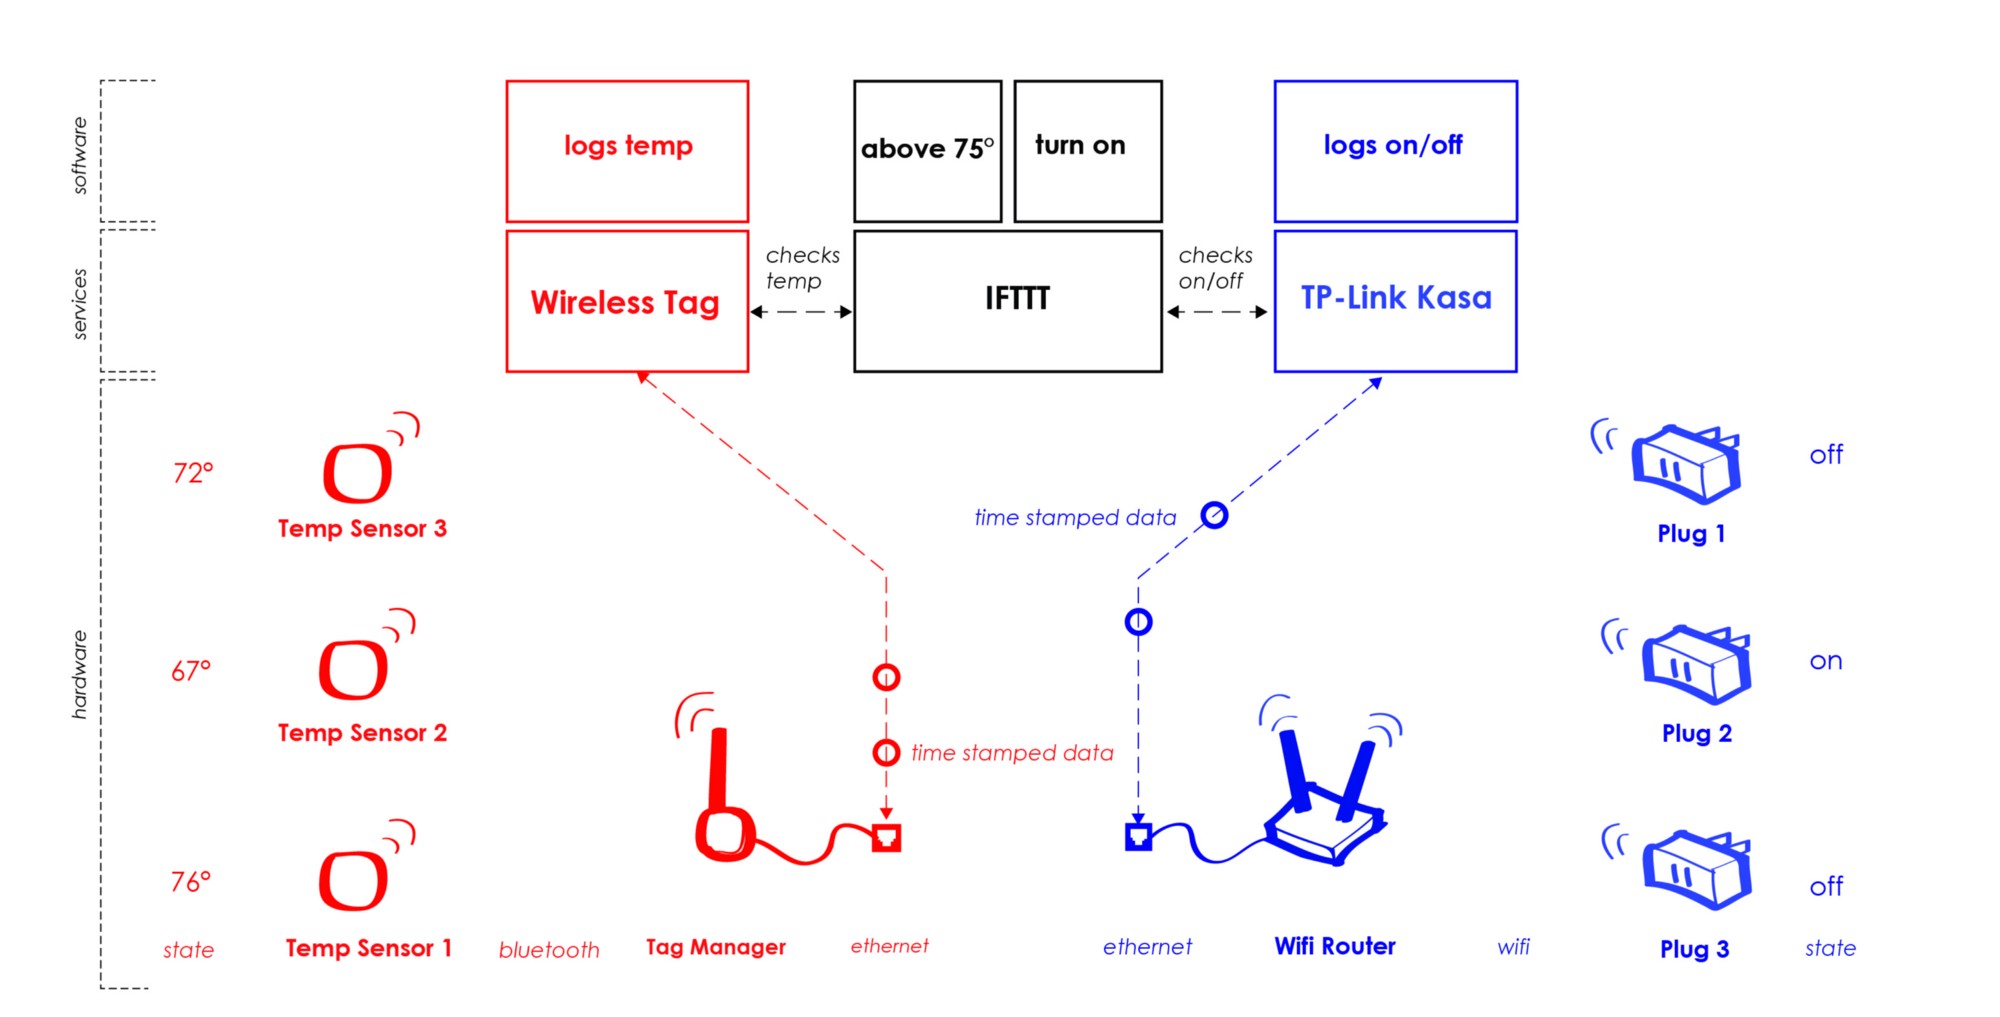 software
logs temp
above 75°
turn on
logs on/off
services
Wireless Tag
checks
temp
IFTTT
checks
on/off
TP-Link Kasa
hardware
72°
Temp Sensor 3
time stamped data
Plug 1
off
67°
Temp Sensor 2
time stamped data
Plug 2
on
76°
off
state
Temp Sensor 1
bluetooth
Tag Manager
ethernet
ethernet
Wifi Router
wifi
Plug 3
state